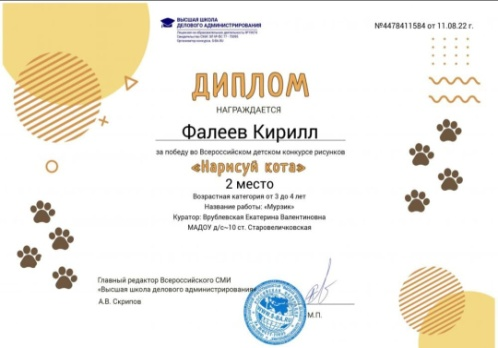 ВЫСШАЯ ШКОЛА
ДЕЛОВОГО АДМИНИСТРИРОВАНИЯ
№4478411584 от 11.08.22 г.
ДИПЛОМ
НАГРАЖДАЕТСЯ
Фалеев Кирилл
за победу во Всероссийском детском конкурсе рисунков
«Нарисуй кота»
2 место
Возрастная категория от 3 до 4 лет
Название работы: «Мурзик»
Куратор: Врублевская Екатерина Валентиновна
МАДОУ д/с~10 ст. Старовеличковская
Главный редактор Всероссийского СМИ
«Высшая школа делового администрирования»
А.В. Скрипов
М.П.